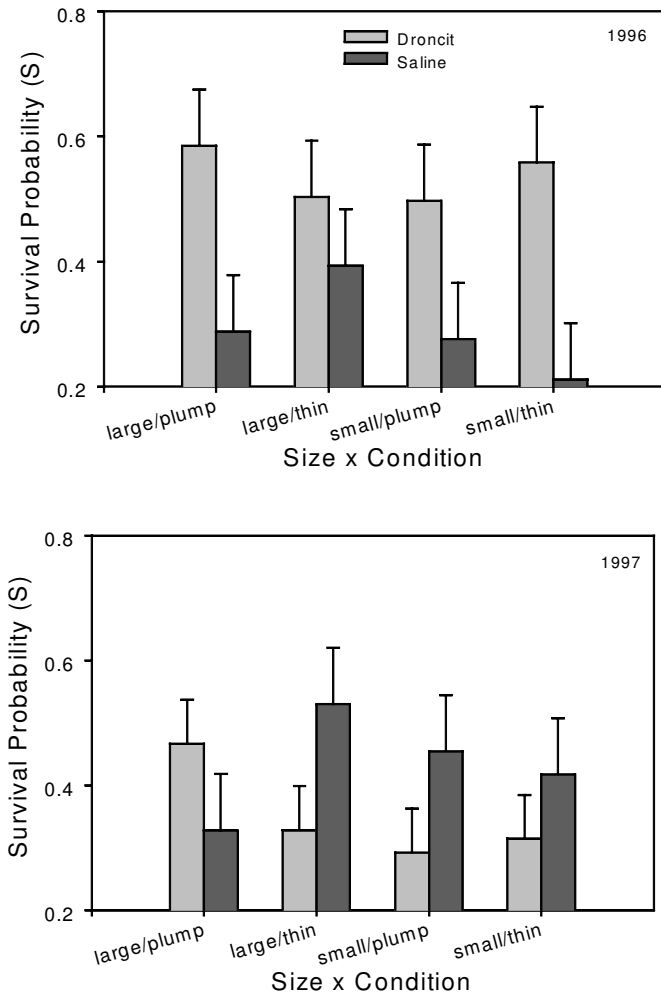 0.8
1996
Droncit
Saline
0.6
0.4
0.2
Survival Probability (S)
large/plump
large/thin
small/plump
small/thin
Size x Condition
0.8
1997
0.6
0.4
0.2
Survival Probability (S)
large/plump
large/thin
small/plump
small/thin
Size x Condition